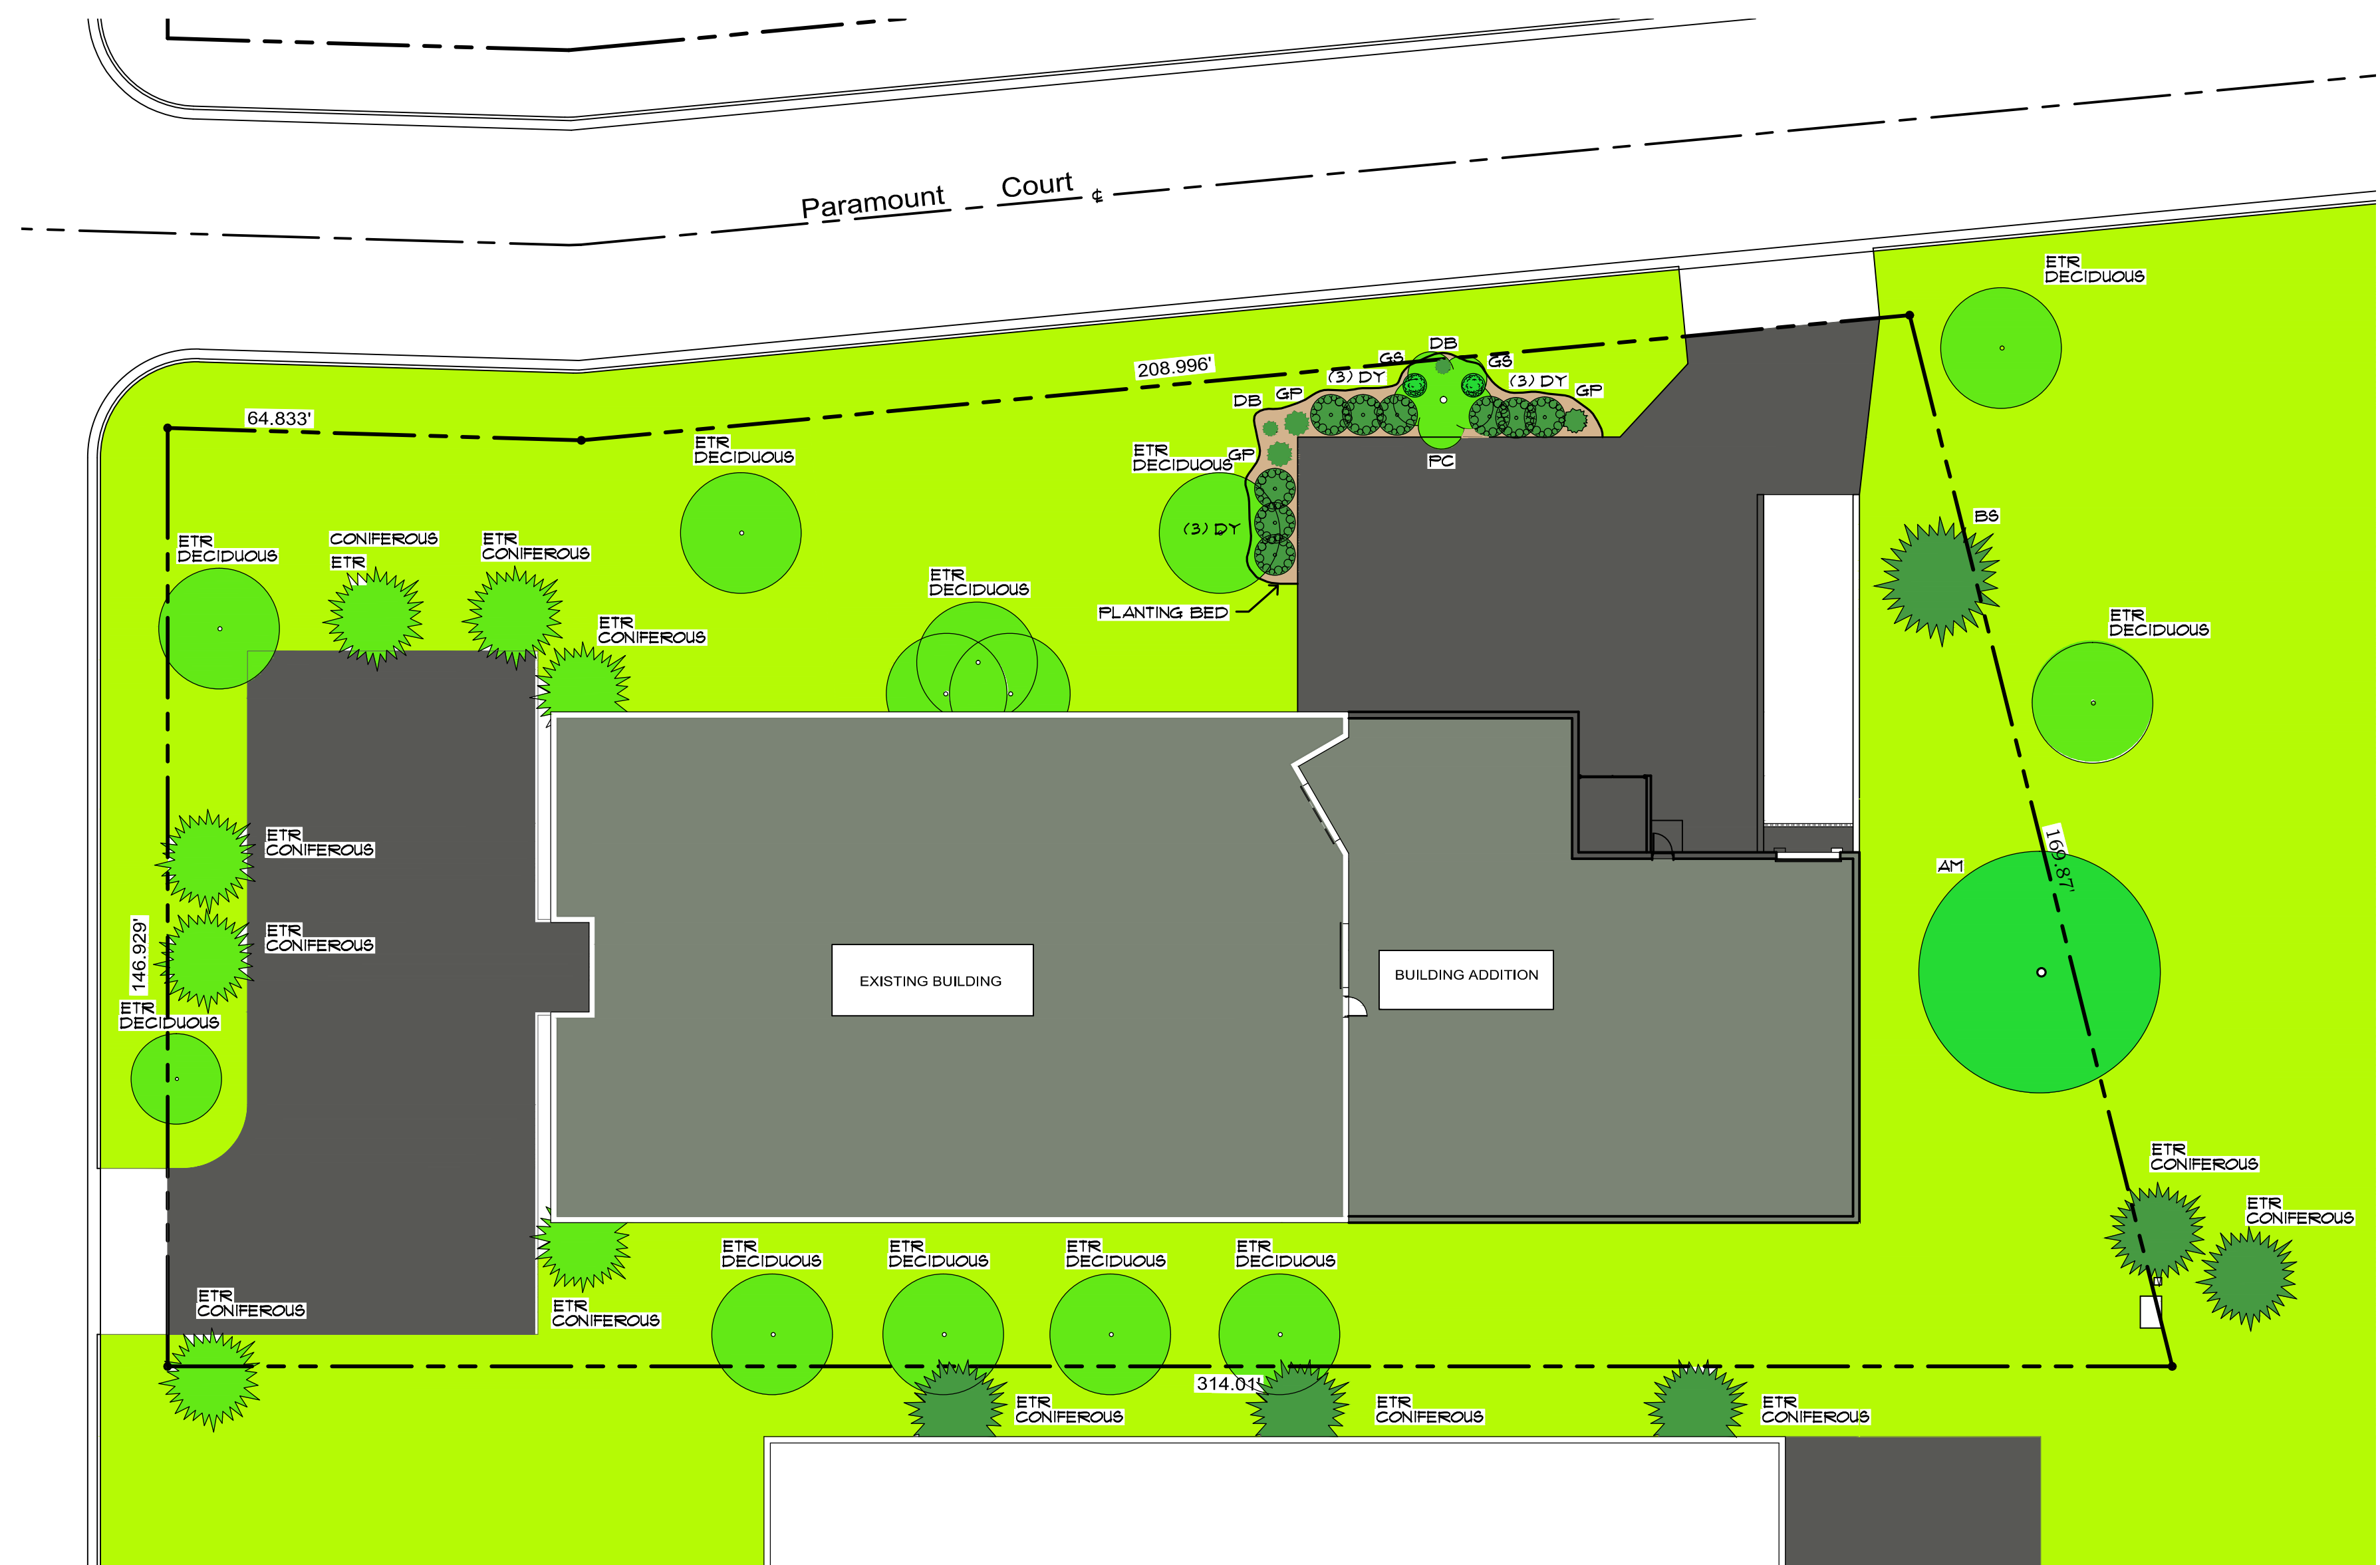 Paramount Court ℄
ETR
DECIDUOUS
208.996'
64.833'
DB
GS
GS
(3) DY
(3) DY
GP
GP
DB
ETR
DECIDUOUS
ETR
DECIDUOUS
GP
PC
(3) DY
PLANTING BED
BS
ETR
DECIDUOUS
CONIFEROUS
ETR
ETR
CONIFEROUS
ETR
CONIFEROUS
ETR
DECIDUOUS
ETR
DECIDUOUS
ETR
CONIFEROUS
ETR
CONIFEROUS
146.929'
ETR
DECIDUOUS
EXISTING BUILDING
BUILDING ADDITION
AM
169.87'
ETR
CONIFEROUS
ETR
CONIFEROUS
ETR
CONIFEROUS
ETR
CONIFEROUS
ETR
DECIDUOUS
ETR
DECIDUOUS
ETR
DECIDUOUS
ETR
DECIDUOUS
314.01'
ETR
CONIFEROUS
ETR
CONIFEROUS
ETR
CONIFEROUS